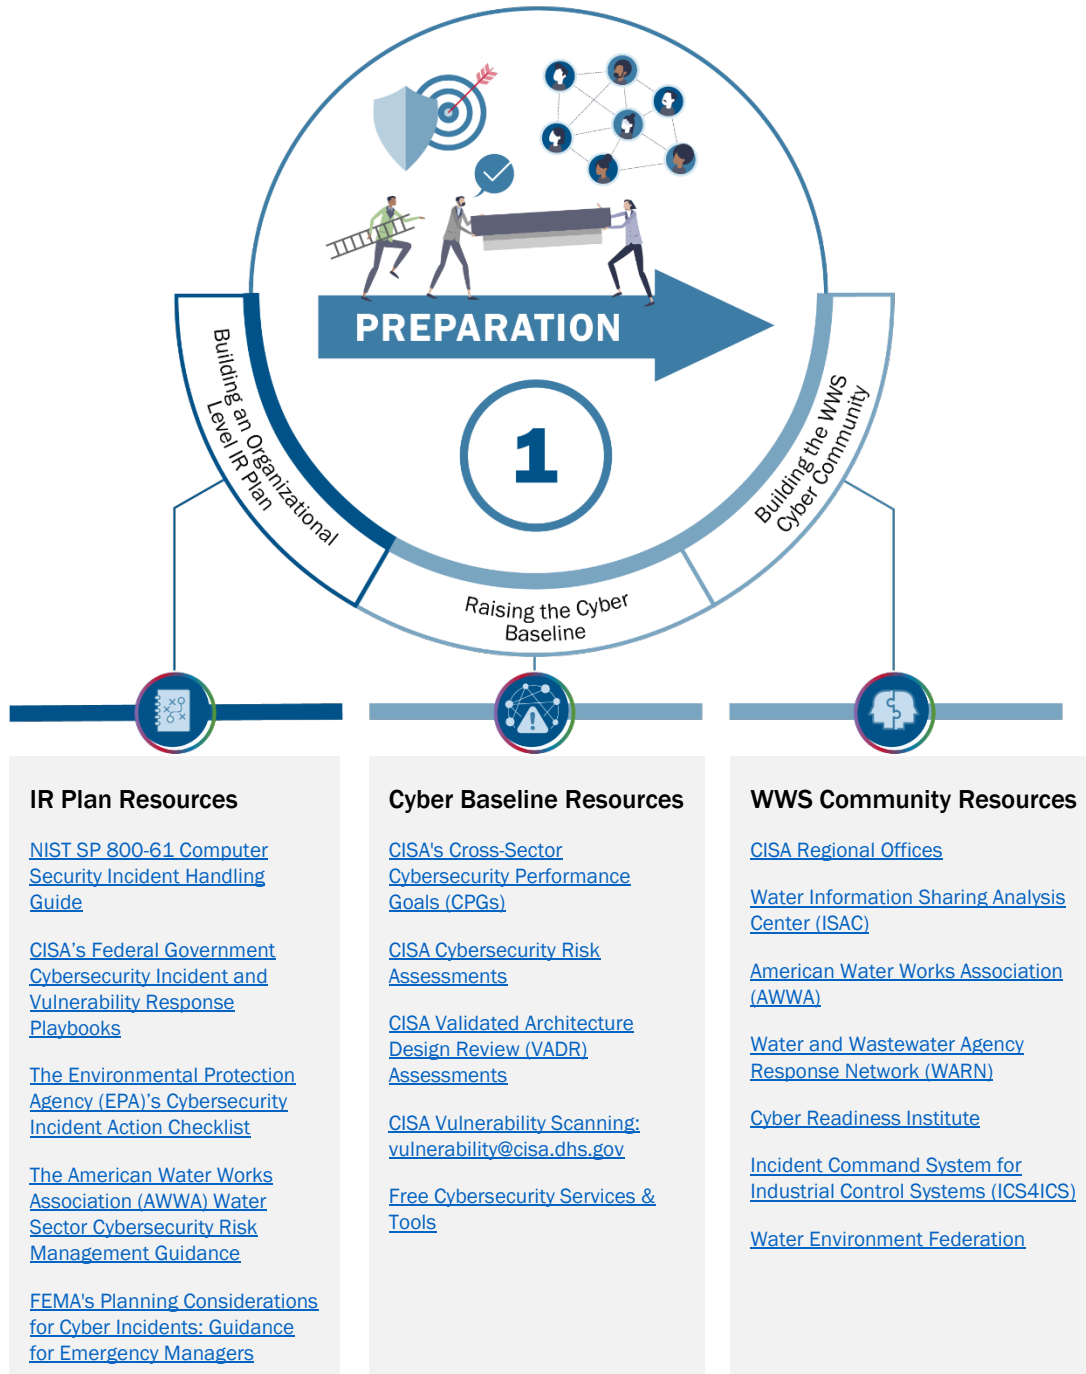 PREPARATION
1
Building an Organizational
Level IR Plan
Raising the Cyber
Baseline
Building the WWS
Cyber Community
IR Plan Resources
NIST SP 800-61 Computer
Security Incident Handling
Guide
CISA’s Federal Government
Cybersecurity Incident and
Vulnerability Response
Playbooks
The Environmental Protection
Agency (EPA)’s Cybersecurity
Incident Action Checklist
The American Water Works
Association (AWWA) Water
Sector Cybersecurity Risk
Management Guidance
FEMA's Planning Considerations
for Cyber Incidents: Guidance
for Emergency Managers
Cyber Baseline Resources
CISA's Cross-Sector
Cybersecurity Performance
Goals (CPGs)
CISA Cybersecurity Risk
Assessments
CISA Validated Architecture
Design Review (VADR)
Assessments
CISA Vulnerability Scanning:
vulnerability@cisa.dhs.gov
Free Cybersecurity Services &
Tools
WWS Community Resources
CISA Regional Offices
Water Information Sharing Analysis
Center (ISAC)
American Water Works Association
(AWWA)
Water and Wastewater Agency
Response Network (WARN)
Cyber Readiness Institute
Incident Command System for
Industrial Control Systems (ICS4ICS)
Water Environment Federation